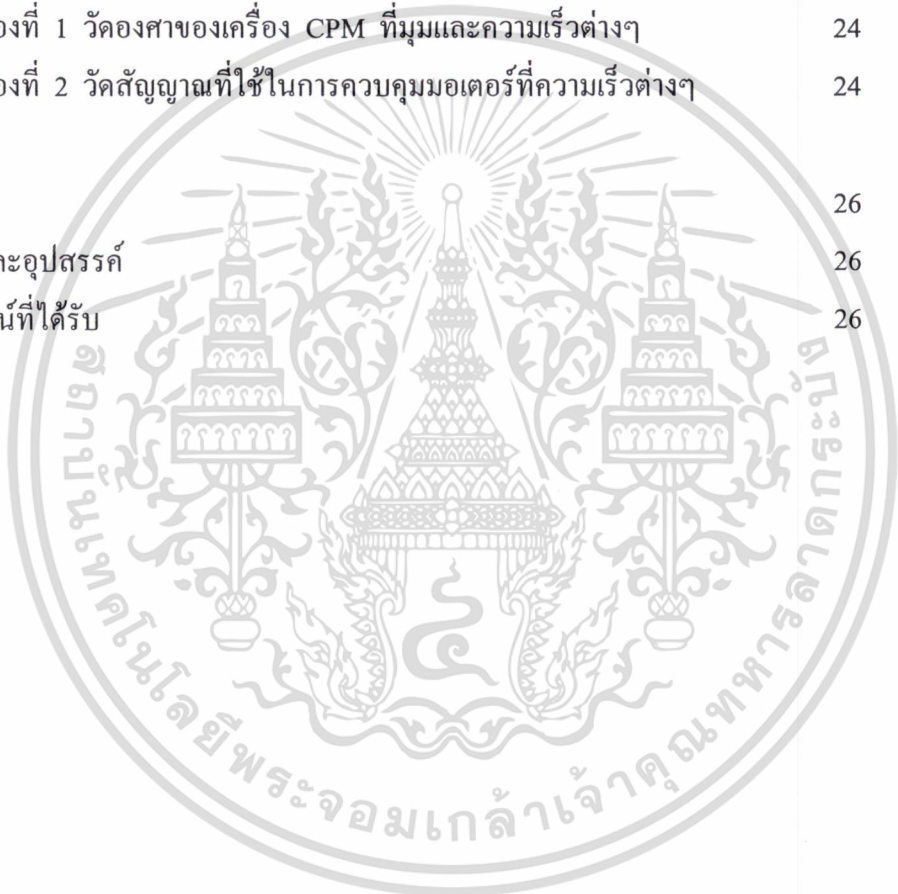 องที่ 1 วัดองศาของเครื่อง CPM ที่มุมและความเร็วต่างๆ 24
องที่ 2 วัดสัญญาณที่ใช้ในการควบคุมมอเตอร์ที่ความเร็วต่างๆ 24
26
ละอุปสรรค์ 26
น์ที่ได้รับ 26
สถาบันเทคโนโลยีพระจอมเกล้าเจ้าคุณทหารลาดกระบัง